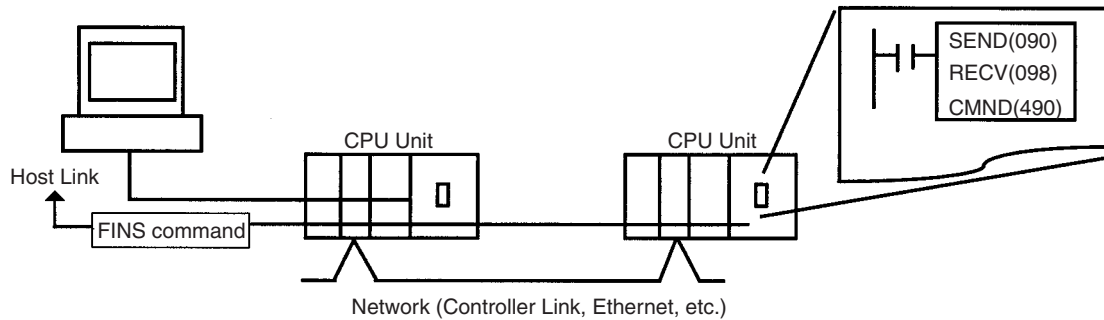 SEND(090)
RECV(098)
CMND(490)
CPU Unit
CPU Unit
Host Link
FINS command
Network (Controller Link, Ethernet, etc.)